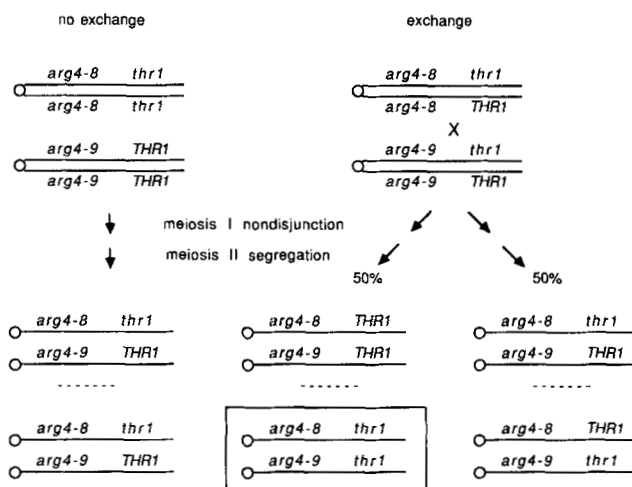 no exchange
exchange
arg4-8 thr1
arg4-8 thr1
arg4-9 THR1
arg4-9 THR1
arg4-8 thr1
arg4-8 THR1
X
arg4-9 thr1
arg4-9 THR1
meiosis I nondisjunction
meiosis II segregation
50%
50%
arg4-8 thr1
arg4-9 THR1
arg4-8 thr1
arg4-9 THR1
arg4-8 THR1
arg4-9 THR1
arg4-8 thr1
arg4-9 thr1
arg4-8 thr1
arg4-9 THR1
arg4-8 THR1
arg4-9 thr1